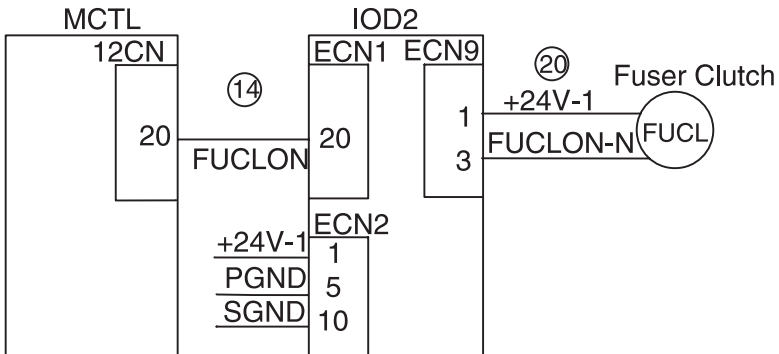 MCTL IOD2
12CN ECN1 ECN9
14 20 Fuser Clutch
+24V-1
20 20 1 FUCL
FUCLON 3 FUCLON-N
ECN2
+24V-1 1
PGND 5
SGND 10